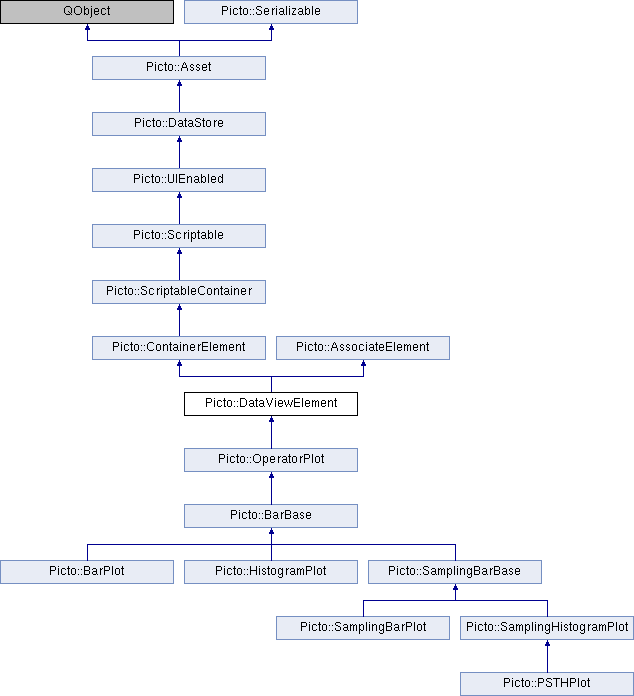 QObject
Picto::Serializable
Picto::Asset
Picto::DataStore
Picto::UIEnabled
Picto::Scriptable
Picto::ScriptableContainer
Picto::ContainerElement
Picto::AssociateElement
Picto::DataViewElement
Picto::OperatorPlot
Picto::BarBase
Picto::BarPlot
Picto::HistogramPlot
Picto::SamplingBarBase
Picto::SamplingBarPlot
Picto::SamplingHistogramPlot
Picto::PSTHPlot